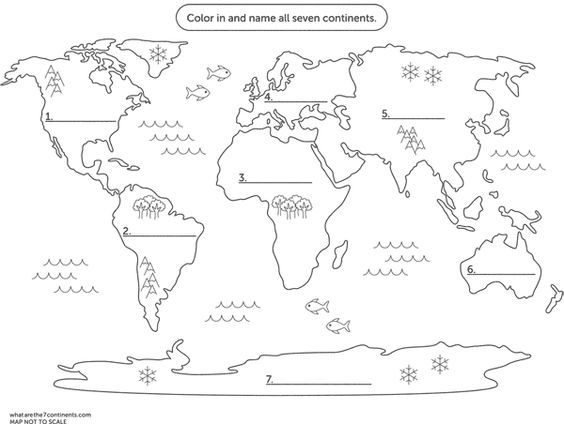 Color in and name all seven continents.
4.
1.
5.
3.
2.
6.
7.
whatarethe7continents.com
MAP NOT TO SCALE